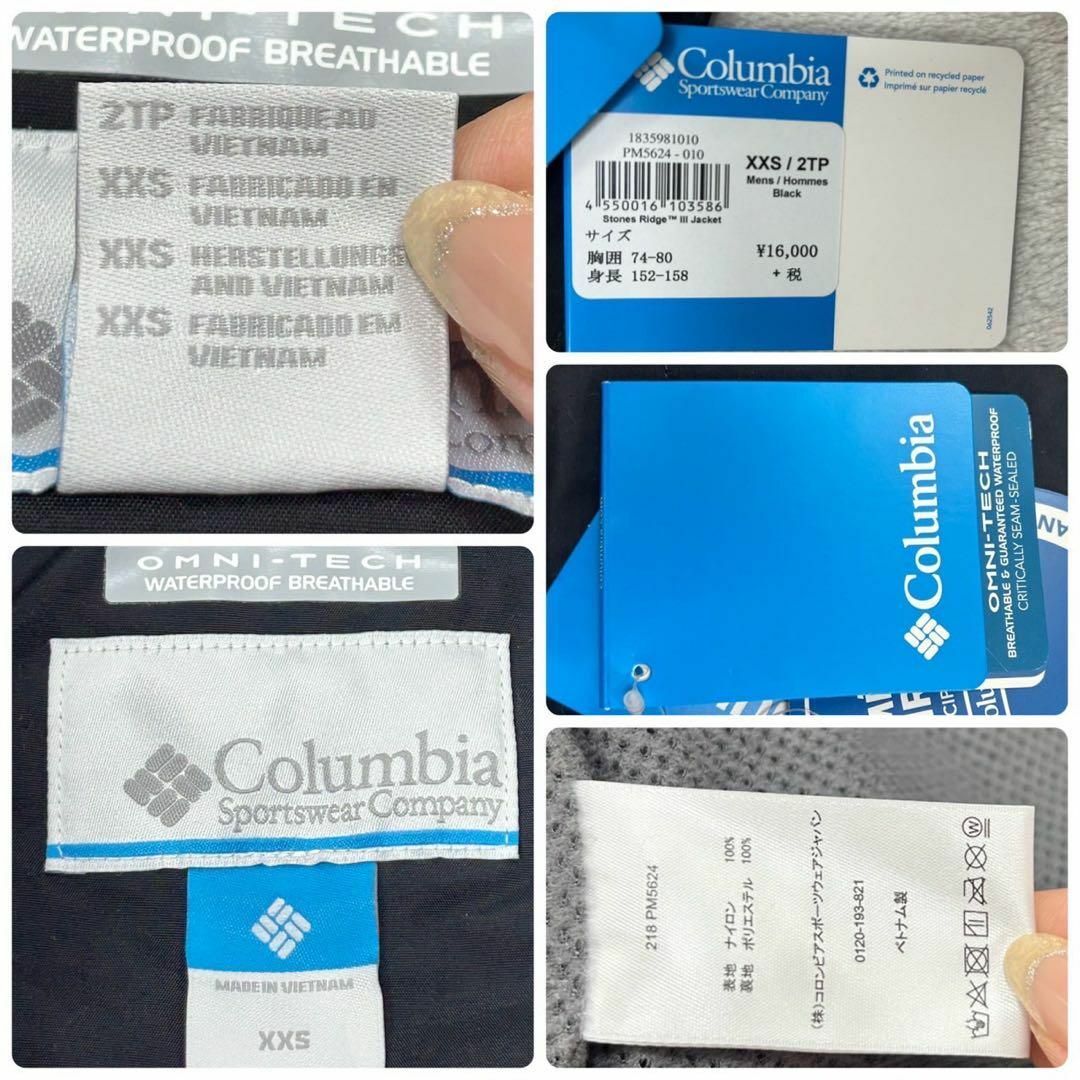 OMNI-TECH
WATERPROOF BREATHABLE
2TP FABRIQUE AU
VIETNAM
XXS FABRICADO EN
VIETNAM
XXS HERSTELLUNGS
AND VIETNAM
XXS FABRICADO EM
VIETNAM
Columbia
Sportswear Company
Printed on recycled paper
Imprimé sur papier recyclé
1835981010
PM5624-010
XXS / 2TP
Mens / Hommes
Black
4 550016 103586
Stones Ridge™ III Jacket
サイズ
胸囲 74-80
身長 152-158
¥16,000
+ 税
062542
Columbia
OMNI-TECH
BREATHABLE & GUARANTEED WATERPROOF
CRITICALLY SEAM-SEALED
OMNI-TECH
WATERPROOF BREATHABLE
Columbia
Sportswear Company
MADE IN VIETNAM
XXS
218 PM5624
表地 ナイロン 100%
裏地 ポリエステル 100%
(株)コロンビアスポーツウェアジャパン
0120-193-821
ベトナム製